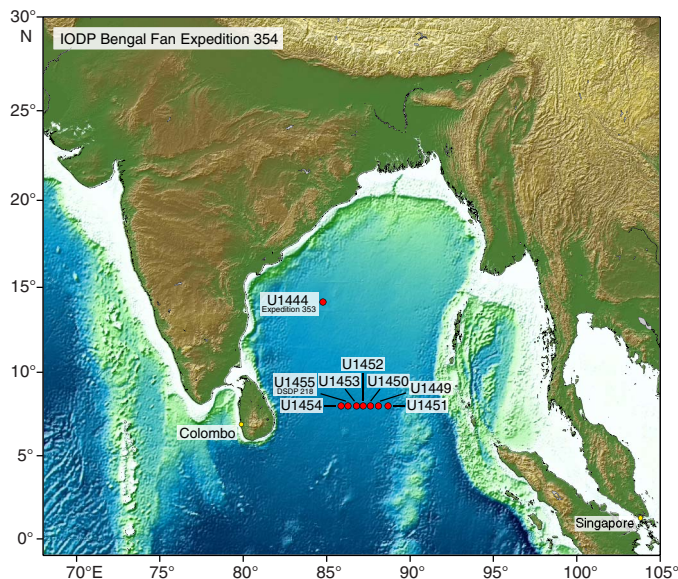 30°
N
IODP Bengal Fan Expedition 354
25°
20°
15°
U1444
Expedition 353
10°
U1452
U1455
DSDP 218
U1453
U1450
U1449
U1454
U1451
Colombo
5°
Singapore
0°
70°E
75°
80°
85°
90°
95°
100°
105°